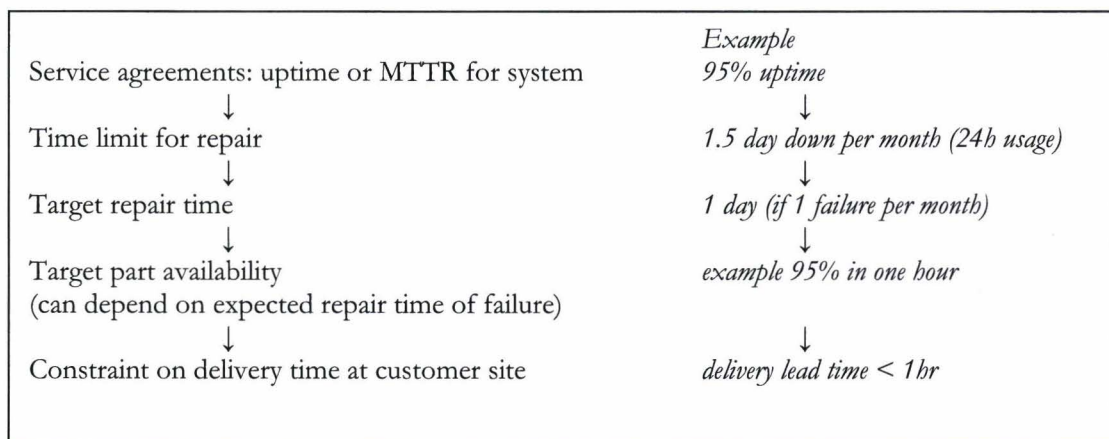 Example
Service agreements: uptime or MTTR for system 95% uptime
↓ ↓
Time limit for repair 1.5 day down per month (24h usage)
↓ ↓
Target repair time 1 day (if 1 failure per month)
↓ ↓
Target part availability example 95% in one hour
(can depend on expected repair time of failure)
↓ ↓
Constraint on delivery time at customer site delivery lead time < 1hr